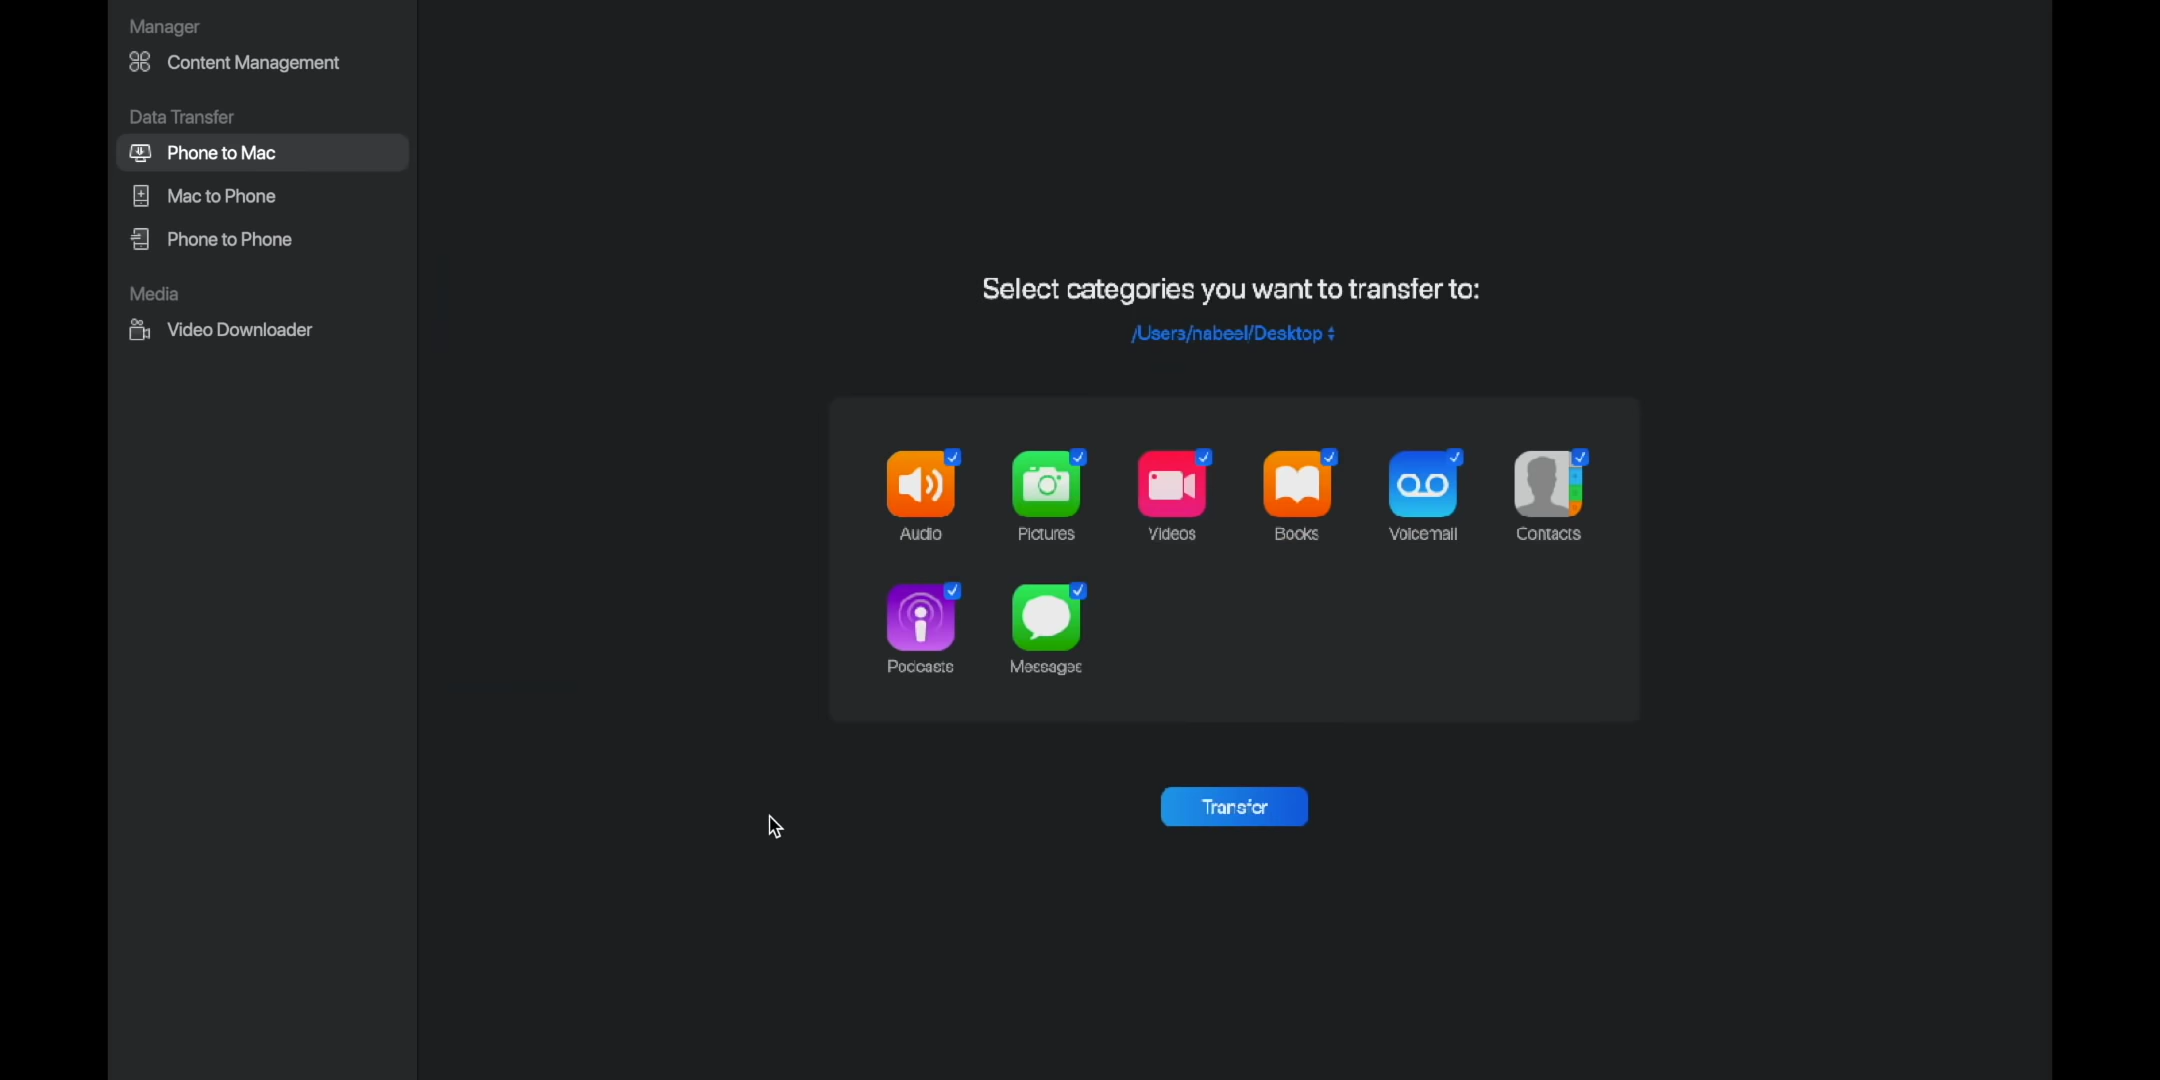 Manager
Content Management
Data Transfer
Phone to Mac
Mac to Phone
Phone to Phone
Media
Video Downloader
Select categories you want to transfer to:
/Users/nabeel/Desktop
Audio
Pictures
Videos
Books
Voicemail
Contacts
Podcasts
Messages
Transfer